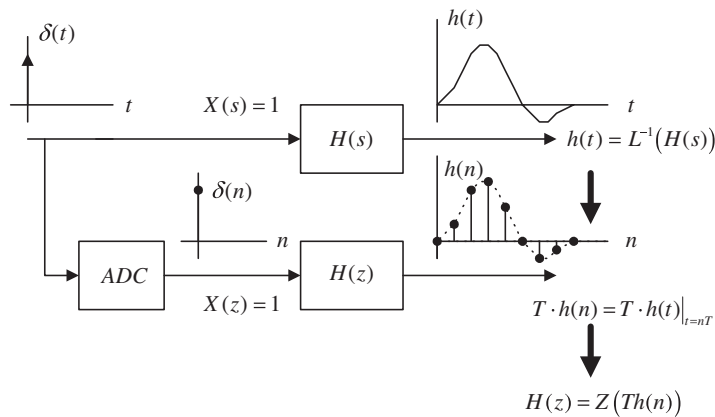 δ(t)
h(t)
t
X(s) = 1
H(s)
t
h(t) = L⁻¹(H(s))
δ(n)
h(n)
n
n
ADC
H(z)
X(z) = 1
T · h(n) = T · h(t)|ₜ₌ₙT
H(z) = Z(Th(n))